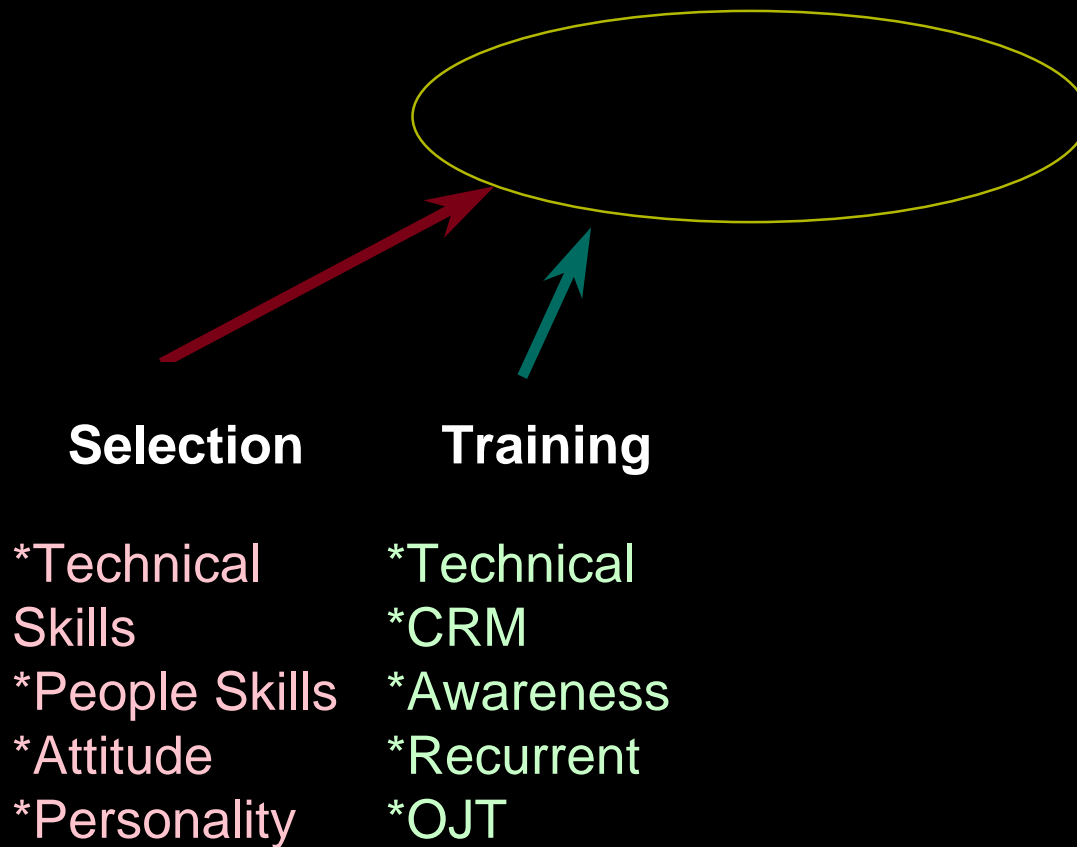 Selection
*Technical
Skills
*People Skills
*Attitude
*Personality
Training
*Technical
*CRM
*Awareness
*Recurrent
*OJT